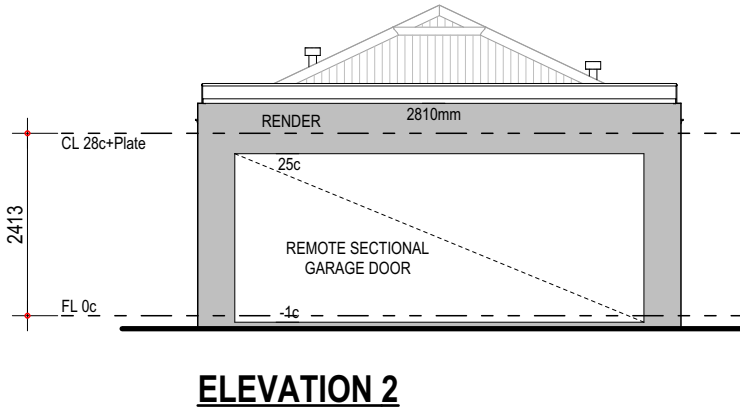 2810mm
RENDER
CL 28c+Plate
25c
2413
REMOTE SECTIONAL
GARAGE DOOR
FL 0c
-1c
ELEVATION 2